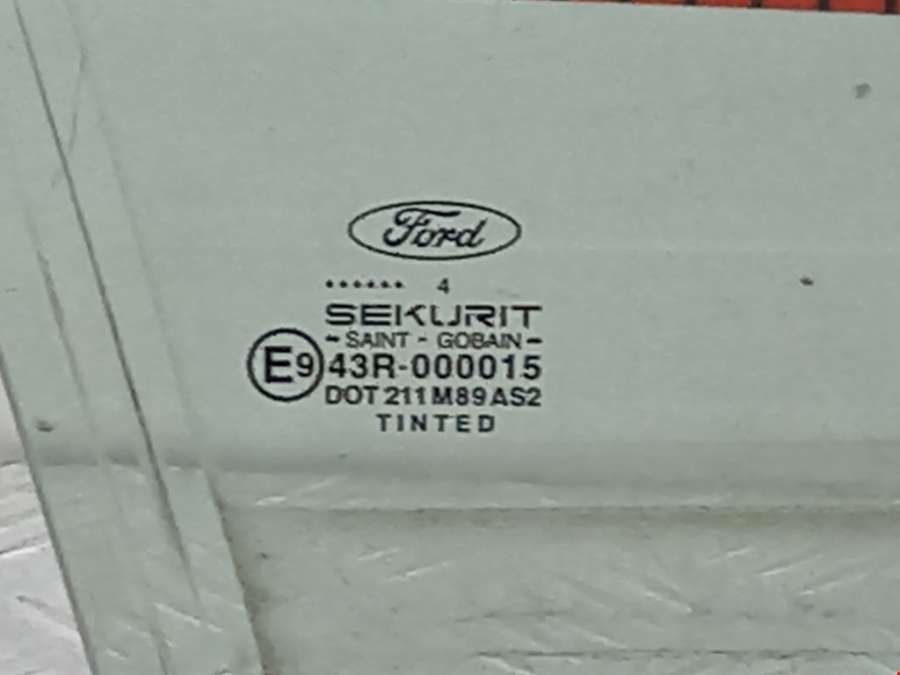 Ford
...... 4
SEKURIT
- SAINT - GOBAIN -
E9 43R-000015
DOT 211 M89 AS2
TINTED